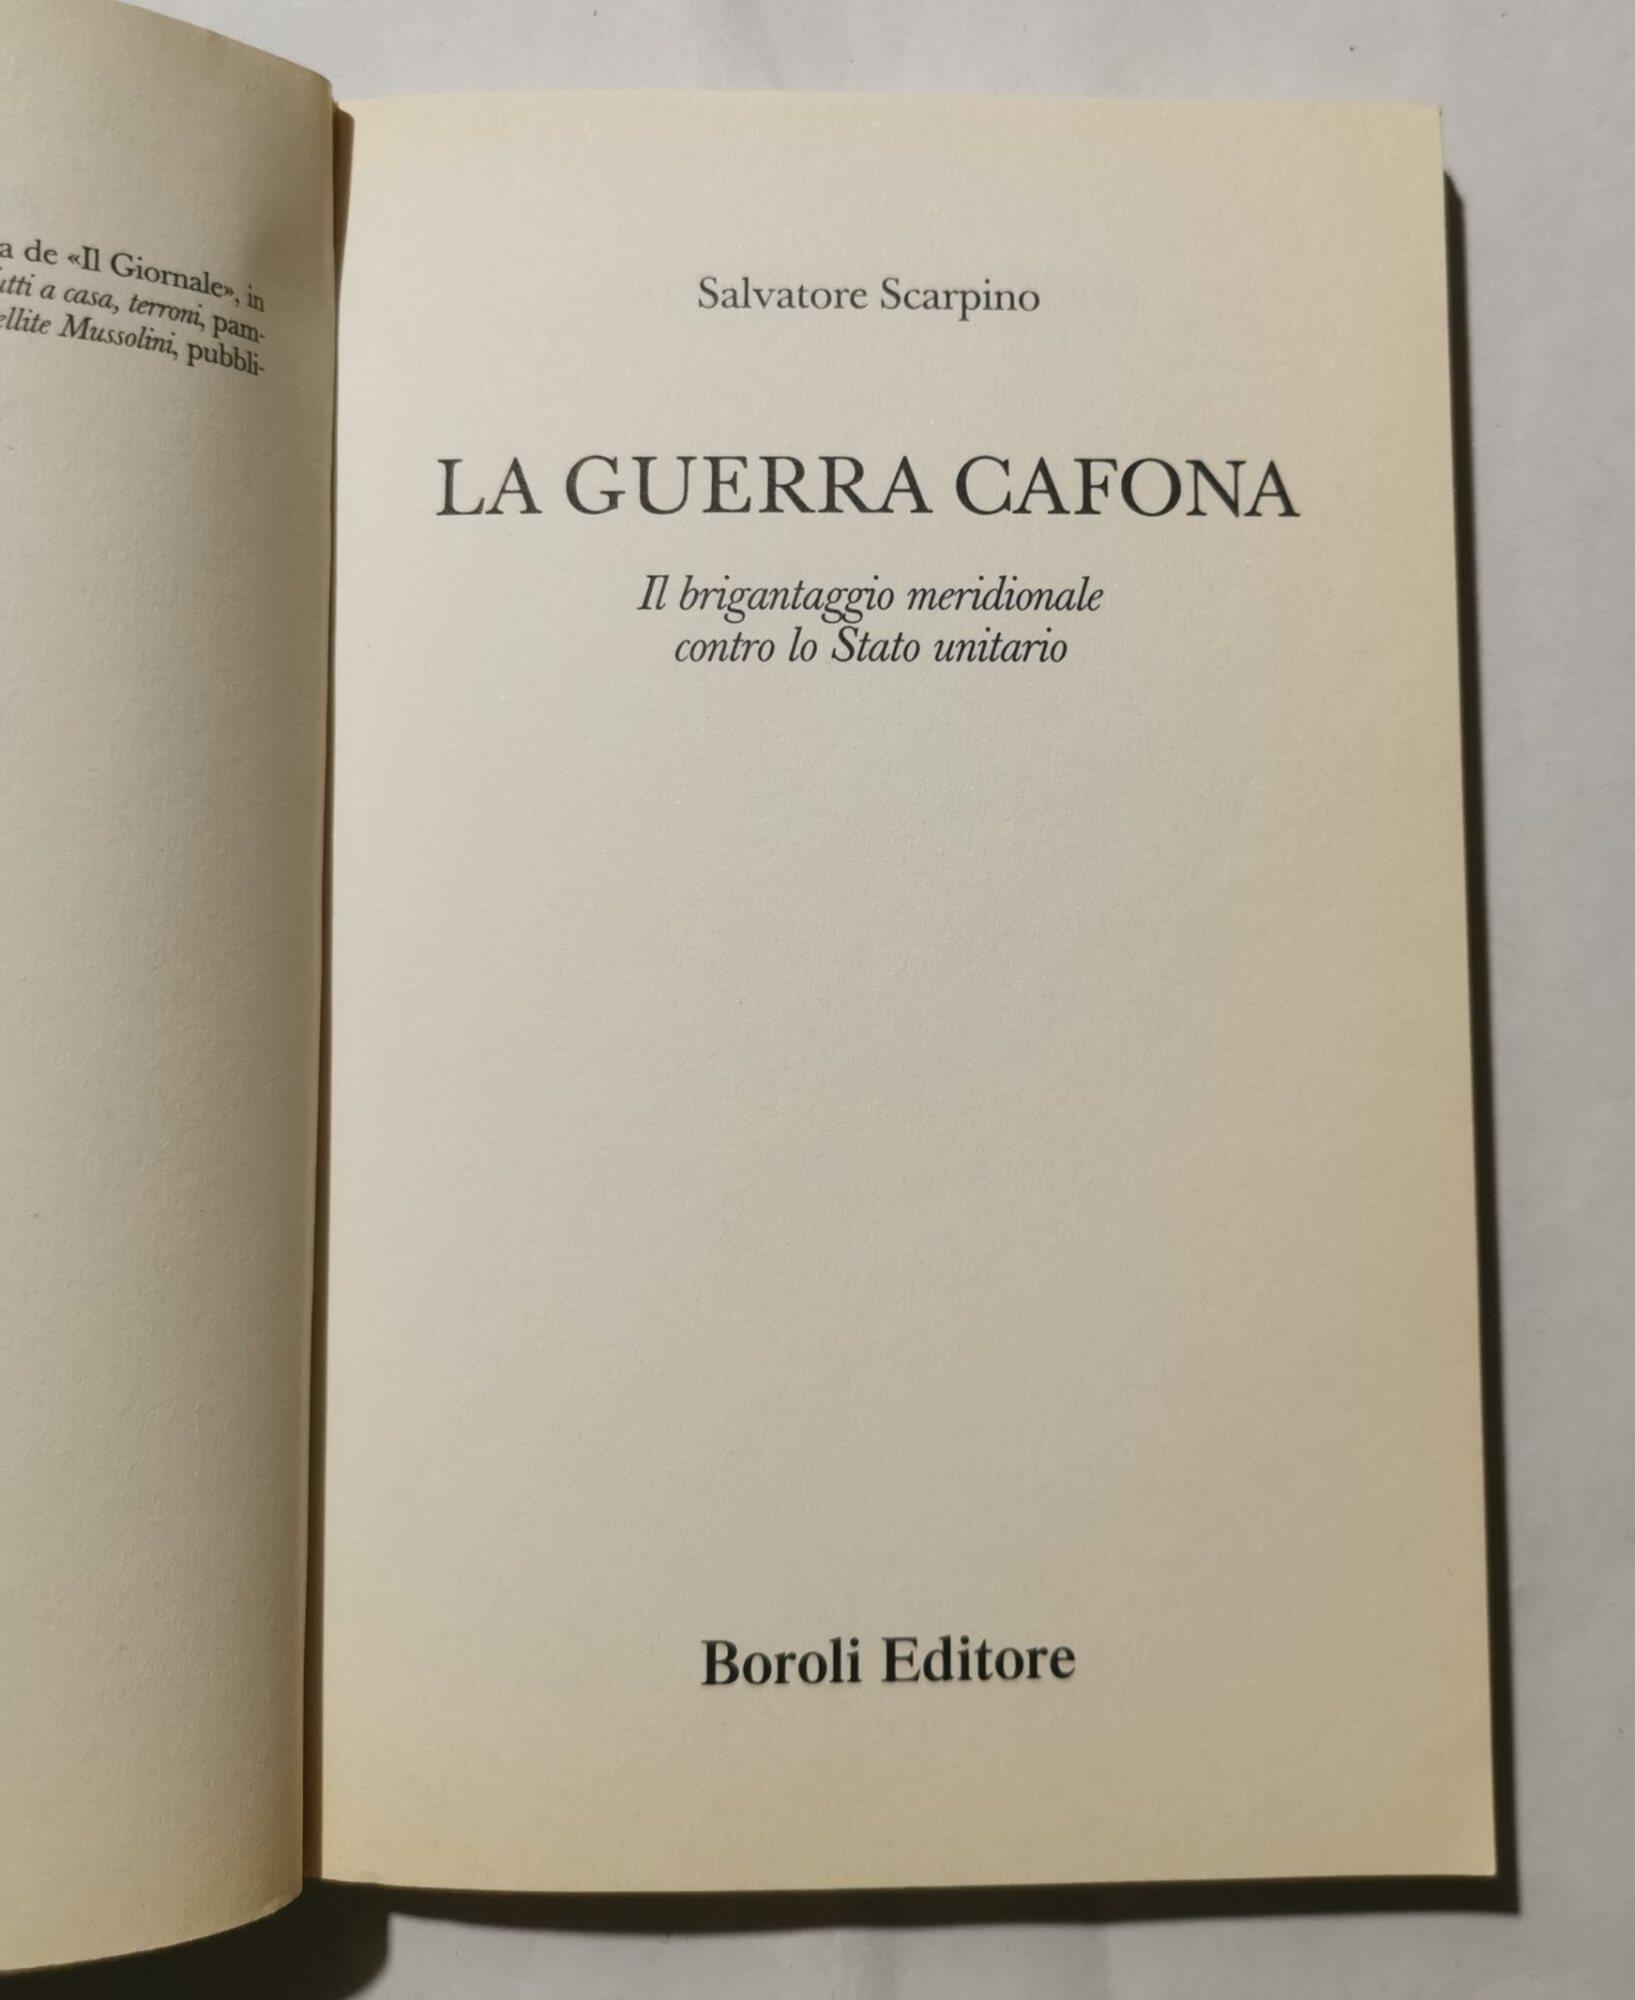 a de «Il Giornale», in
utti a casa, terroni, pam-
ellite Mussolini, pubbli-
Salvatore Scarpino
LA GUERRA CAFONA
Il brigantaggio meridionale
contro lo Stato unitario
Boroli Editore